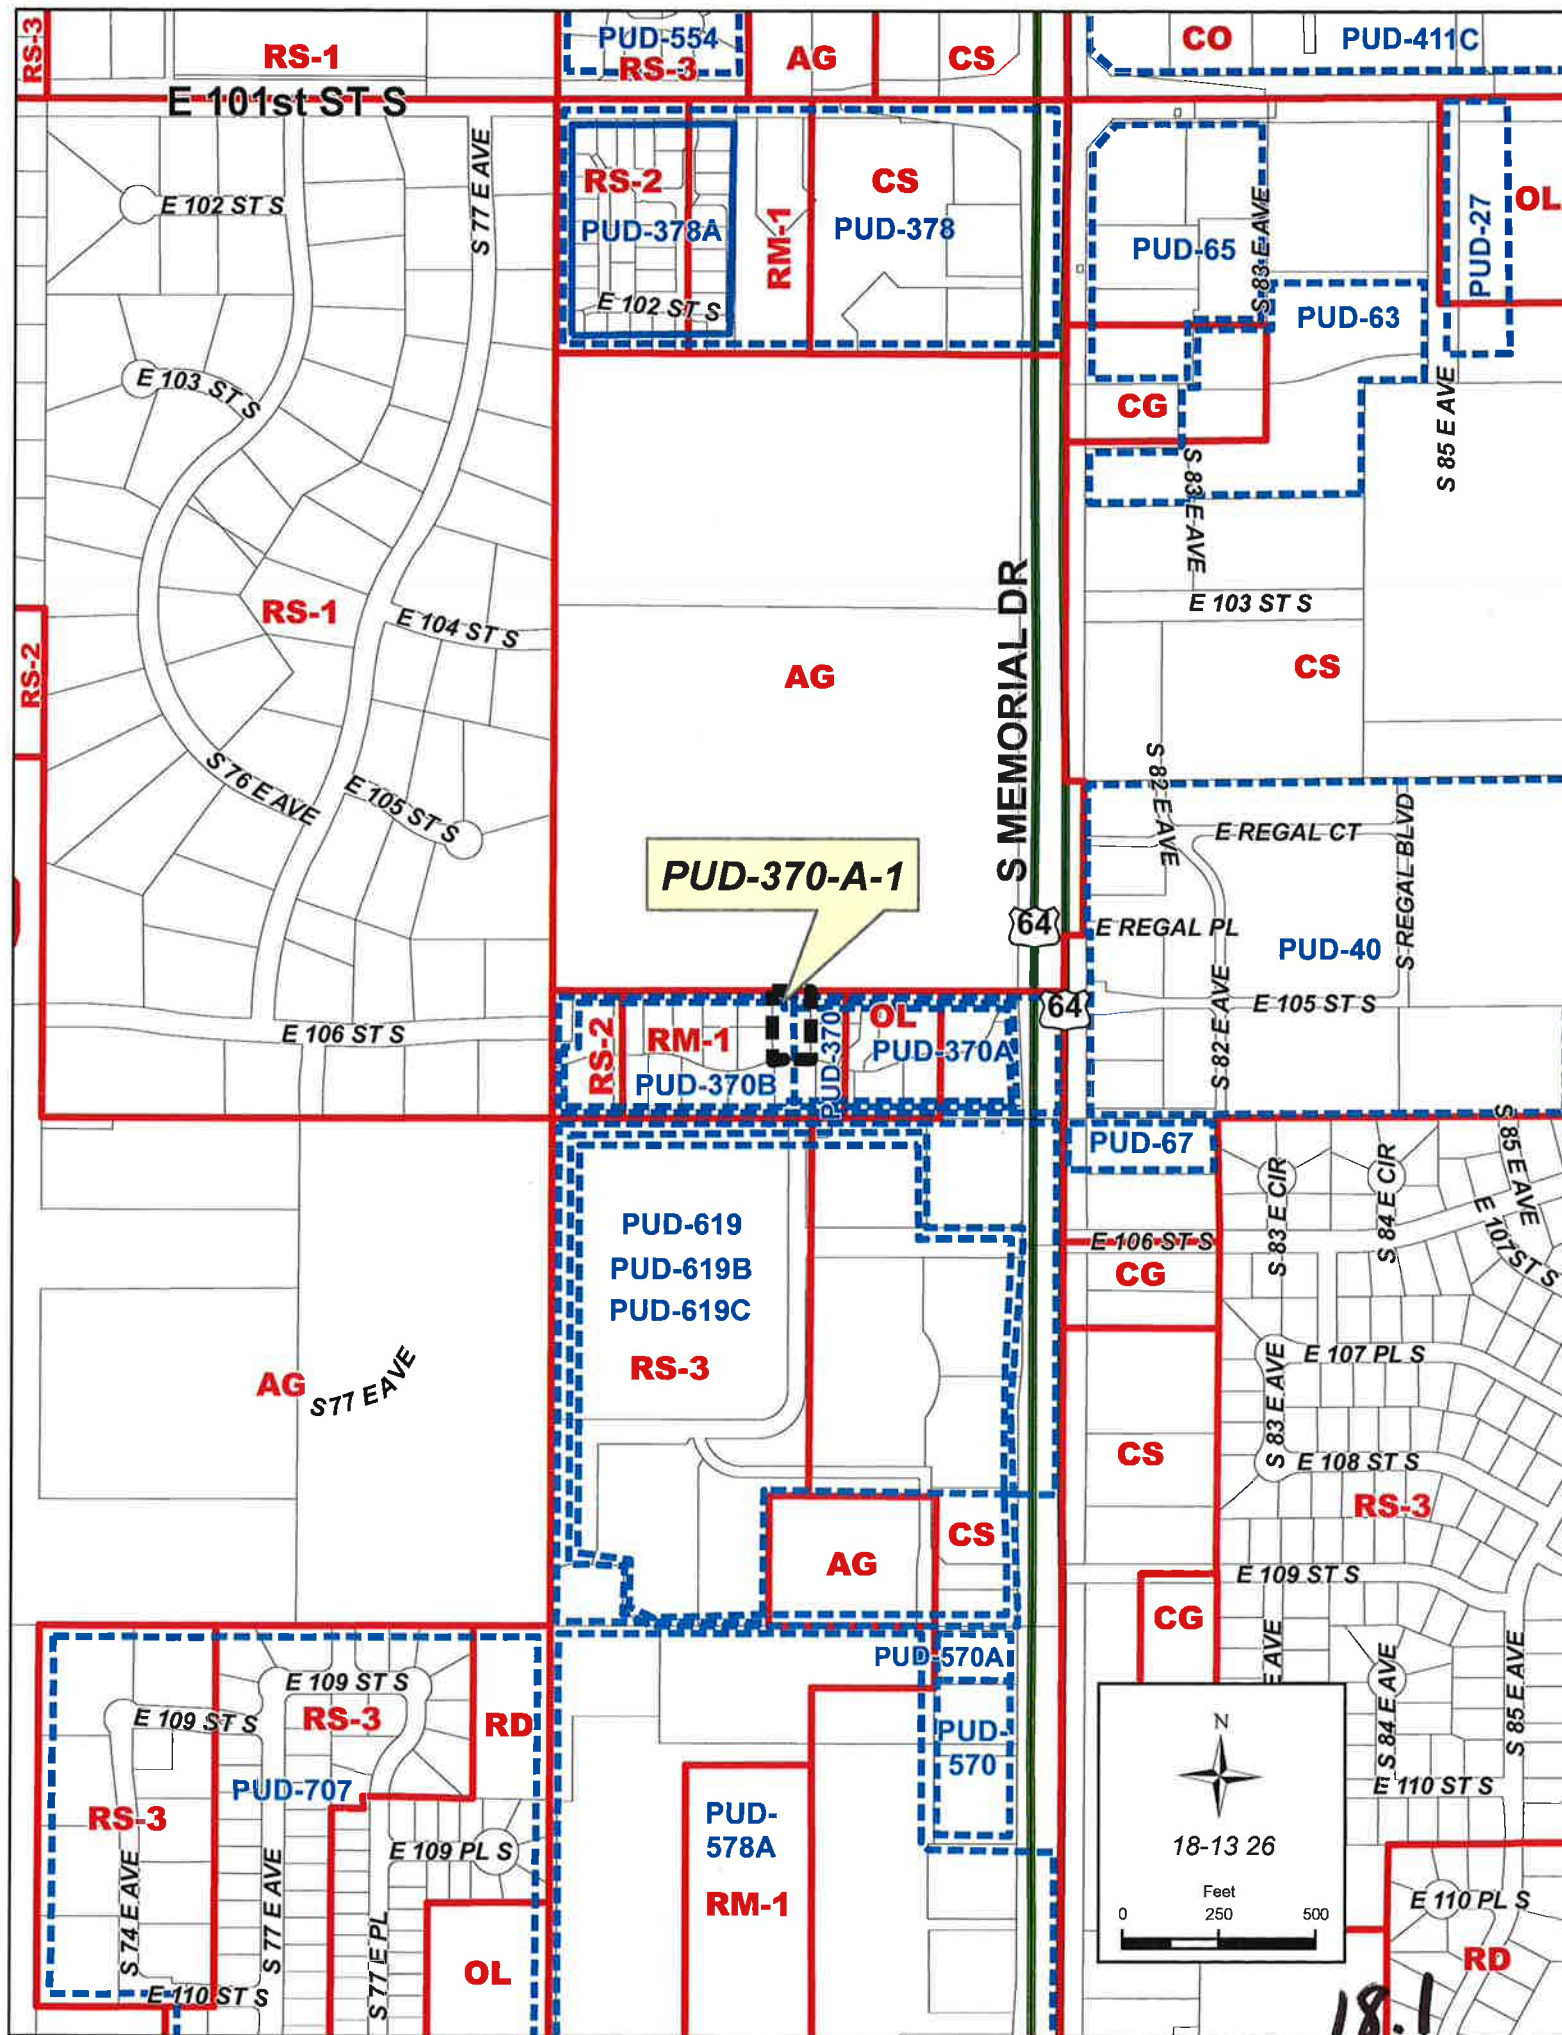 RS-3
RS-1
PUD-554
RS-3
AG
CS
CO
PUD-411C
E 101st ST S
S 77 E AVE
E 102 ST S
RS-2
PUD-378A
E 102 ST S
RM-1
CS
PUD-378
PUD-65
S 83 E AVE
PUD-27
OL
PUD-63
E 103 ST S
CG
S 85 E AVE
S 83 E AVE
RS-1
E 104 ST S
RS-2
E 103 ST S
CS
AG
S MEMORIAL DR
S 76 E AVE
E 105 ST S
S 82 E AVE
E REGAL CT
S REGAL BLVD
PUD-370-A-1
64
E REGAL PL
PUD-40
64
E 105 ST S
S 82 E AVE
E 106 ST S
RS-2
RM-1
PUD-370B
PUD-370
OL
PUD-370A
PUD-67
S 85 E AVE
S 83 E CIR
S 84 E CIR
E 107 ST S
E 106 ST S
CG
PUD-619
PUD-619B
PUD-619C
RS-3
AG
S 77 E AVE
E 107 PL S
S 83 E AVE
CS
E 108 ST S
RS-3
CS
AG
E 109 ST S
CG
E AVE
S 84 E AVE
S 85 E AVE
PUD-570A
E 109 ST S
E 109 ST S
RS-3
RD
PUD-707
RS-3
PUD-
570
E 110 ST S
PUD-
578A
RM-1
E 109 PL S
S 74 E AVE
S 77 E AVE
S 77 E PL
OL
E 110 ST S
N
18-13 26
Feet
0 250 500
E 110 PL S
RD
18.1